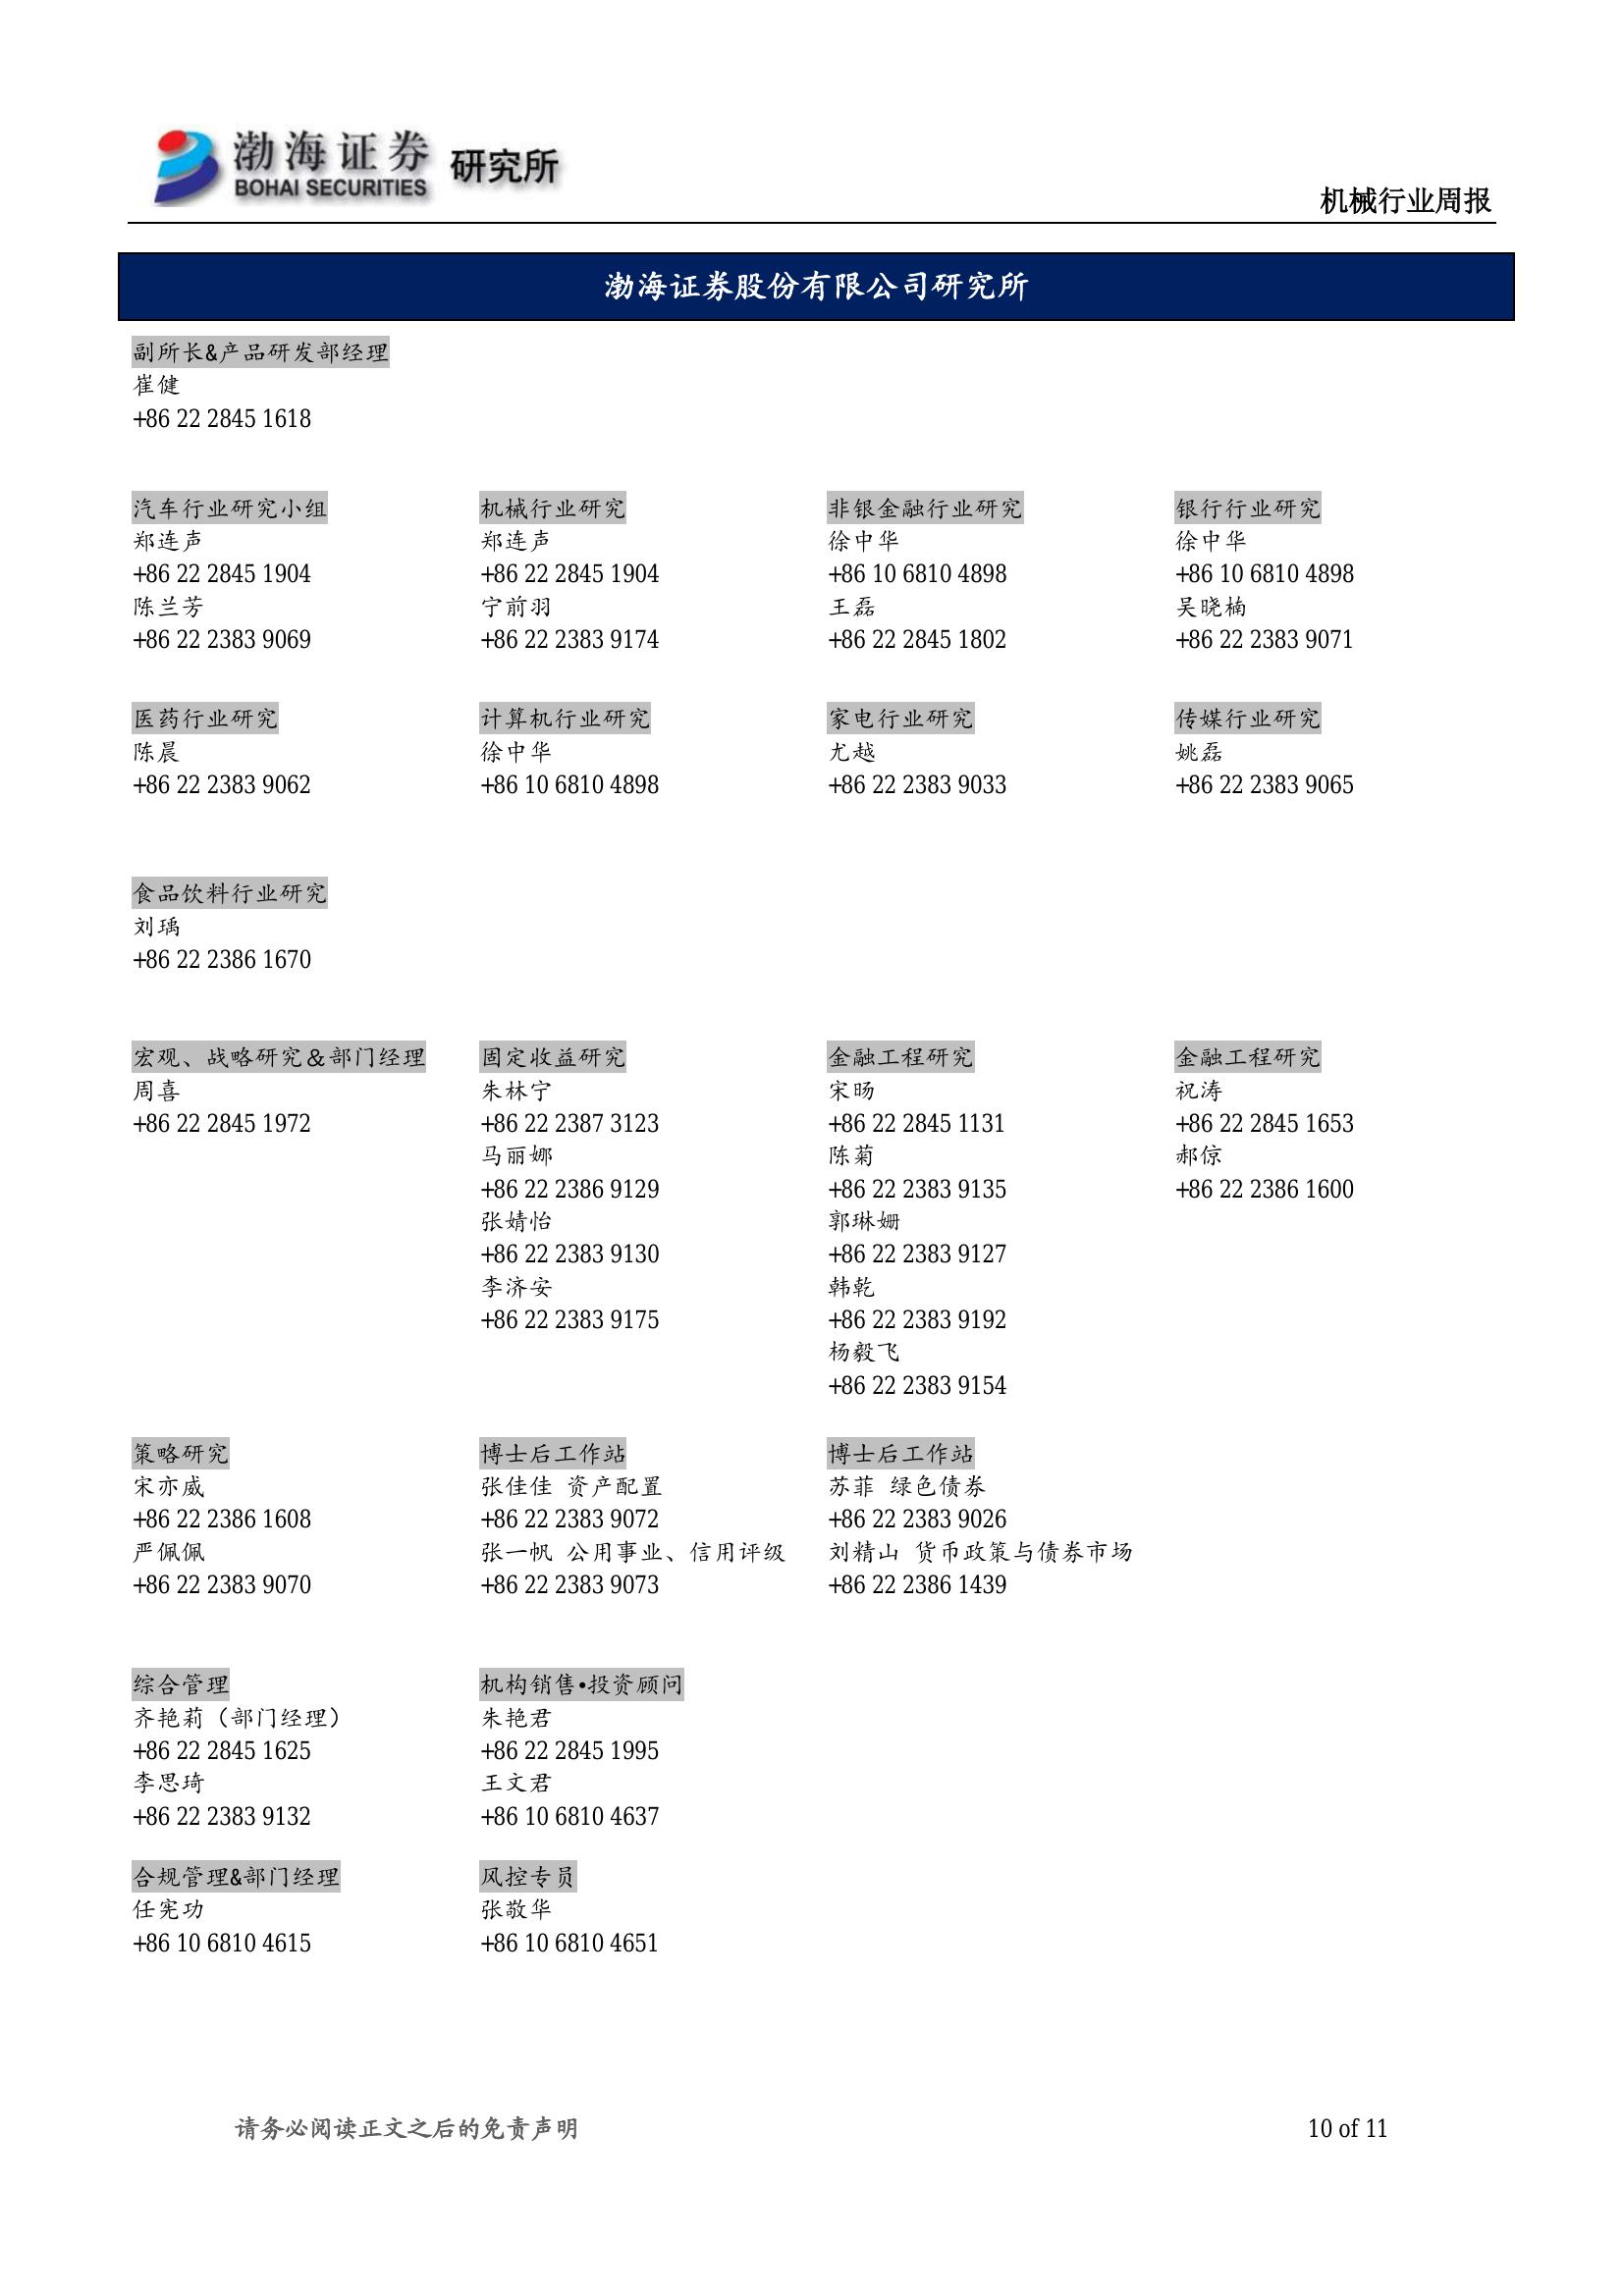 渤海证券 研究所
BOHAI SECURITIES
机械行业周报
渤海证券股份有限公司研究所
副所长&产品研发部经理
崔健
+86 22 2845 1618
汽车行业研究小组
郑连声
+86 22 2845 1904
陈兰芳
+86 22 2383 9069
机械行业研究
郑连声
+86 22 2845 1904
宁前羽
+86 22 2383 9174
非银金融行业研究
徐中华
+86 10 6810 4898
王磊
+86 22 2845 1802
银行行业研究
徐中华
+86 10 6810 4898
吴晓楠
+86 22 2383 9071
医药行业研究
陈晨
+86 22 2383 9062
计算机行业研究
徐中华
+86 10 6810 4898
家电行业研究
尤越
+86 22 2383 9033
传媒行业研究
姚磊
+86 22 2383 9065
食品饮料行业研究
刘瑀
+86 22 2386 1670
宏观、战略研究＆部门经理
周喜
+86 22 2845 1972
固定收益研究
朱林宁
+86 22 2387 3123
马丽娜
+86 22 2386 9129
张婧怡
+86 22 2383 9130
李济安
+86 22 2383 9175
金融工程研究
宋旸
+86 22 2845 1131
陈菊
+86 22 2383 9135
郭琳姗
+86 22 2383 9127
韩乾
+86 22 2383 9192
杨毅飞
+86 22 2383 9154
金融工程研究
祝涛
+86 22 2845 1653
郝倞
+86 22 2386 1600
策略研究
宋亦威
+86 22 2386 1608
严佩佩
+86 22 2383 9070
博士后工作站
张佳佳 资产配置
+86 22 2383 9072
张一帆 公用事业、信用评级
+86 22 2383 9073
博士后工作站
苏菲 绿色债券
+86 22 2383 9026
刘精山 货币政策与债券市场
+86 22 2386 1439
综合管理
齐艳莉（部门经理）
+86 22 2845 1625
李思琦
+86 22 2383 9132
机构销售•投资顾问
朱艳君
+86 22 2845 1995
王文君
+86 10 6810 4637
合规管理&部门经理
任宪功
+86 10 6810 4615
风控专员
张敬华
+86 10 6810 4651
请务必阅读正文之后的免责声明
10 of 11